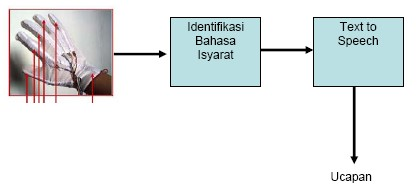 Identifikasi
Bahasa
Isyarat
Text to
Speech
Ucapan